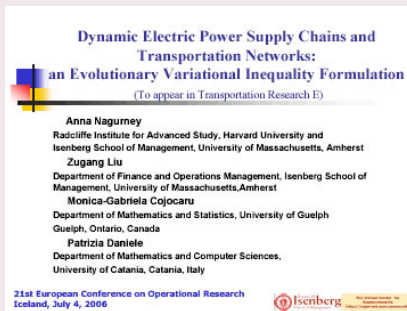 Dynamic Electric Power Supply Chains and
Transportation Networks:
an Evolutionary Variational Inequality Formulation
(To appear in Transportation Research E)
Anna Nagurney
Radcliffe Institute for Advanced Study, Harvard University and
Isenberg School of Management, University of Massachusetts, Amherst
Zugang Liu
Department of Finance and Operations Management, Isenberg School of
Management, University of Massachusetts,Amherst
Monica-Gabriela Cojocaru
Department of Mathematics and Statistics, University of Guelph
Guelph, Ontario, Canada
Patrizia Daniele
Department of Mathematics and Computer Sciences,
University of Catania, Catania, Italy
21st European Conference on Operational Research
Iceland, July 4, 2006
Isenberg